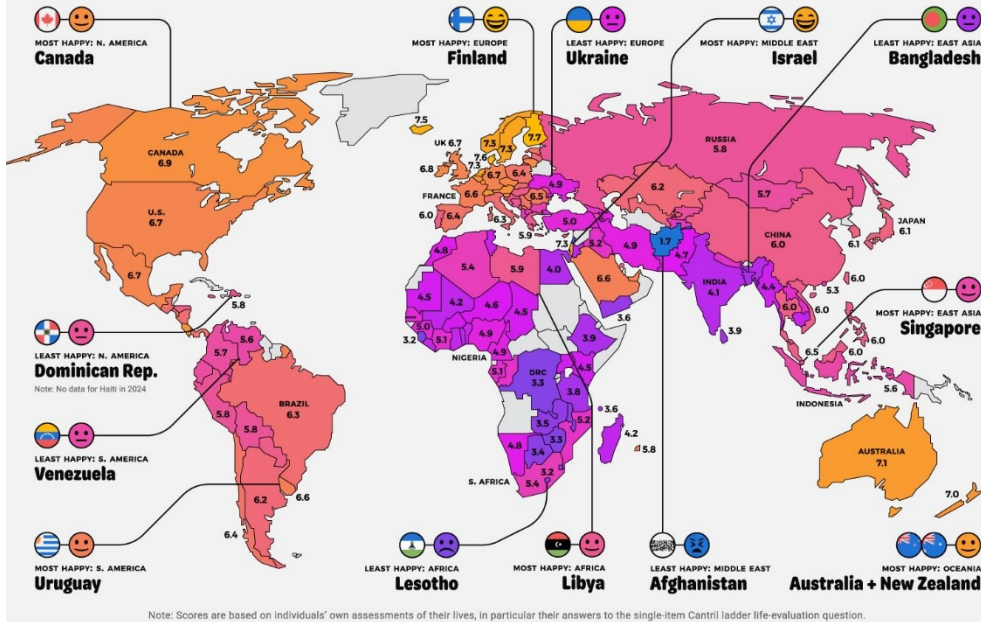 MOST HAPPY: N. AMERICA
Canada
MOST HAPPY: EUROPE
Finland
LEAST HAPPY: EUROPE
Ukraine
MOST HAPPY: MIDDLE EAST
Israel
LEAST HAPPY: EAST ASIA
Bangladesh
7.5
UK 6.7
7.3
7.3
7.7
RUSSIA
5.8
CANADA
6.9
7.6
7.3
6.8
6.7
6.4
FRANCE
6.6
6.5
4.9
6.2
5.7
U.S.
6.7
6.0
6.4
6.3
5.9
5.0
JAPAN
6.1
6.1
CHINA
6.0
7.3
5.2
4.9
1.7
4.7
6.7
4.8
5.4
5.9
4.0
6.6
INDIA
4.1
4.4
6.0
5.3
5.8
4.5
4.2
4.6
4.5
3.6
3.9
6.0
6.0
6.0
MOST HAPPY: EAST ASIA
Singapore
5.0
3.2
5.1
4.9
NIGERIA
4.9
5.1
3.9
4.5
6.5
6.0
5.6
INDONESIA
LEAST HAPPY: N. AMERICA
Dominican Rep.
Note: No data for Haiti in 2024
5.6
5.7
BRAZIL
6.3
DRC
3.3
3.8
3.6
5.8
5.8
3.5
5.2
4.2
5.8
AUSTRALIA
7.1
LEAST HAPPY: S. AMERICA
Venezuela
4.8
3.3
3.4
3.2
S. AFRICA
5.4
7.0
6.2
6.6
6.4
MOST HAPPY: S. AMERICA
Uruguay
LEAST HAPPY: AFRICA
Lesotho
MOST HAPPY: AFRICA
Libya
LEAST HAPPY: MIDDLE EAST
Afghanistan
MOST HAPPY: OCEANIA
Australia + New Zealand
Note: Scores are based on individuals' own assessments of their lives, in particular their answers to the single-item Cantril ladder life-evaluation question.